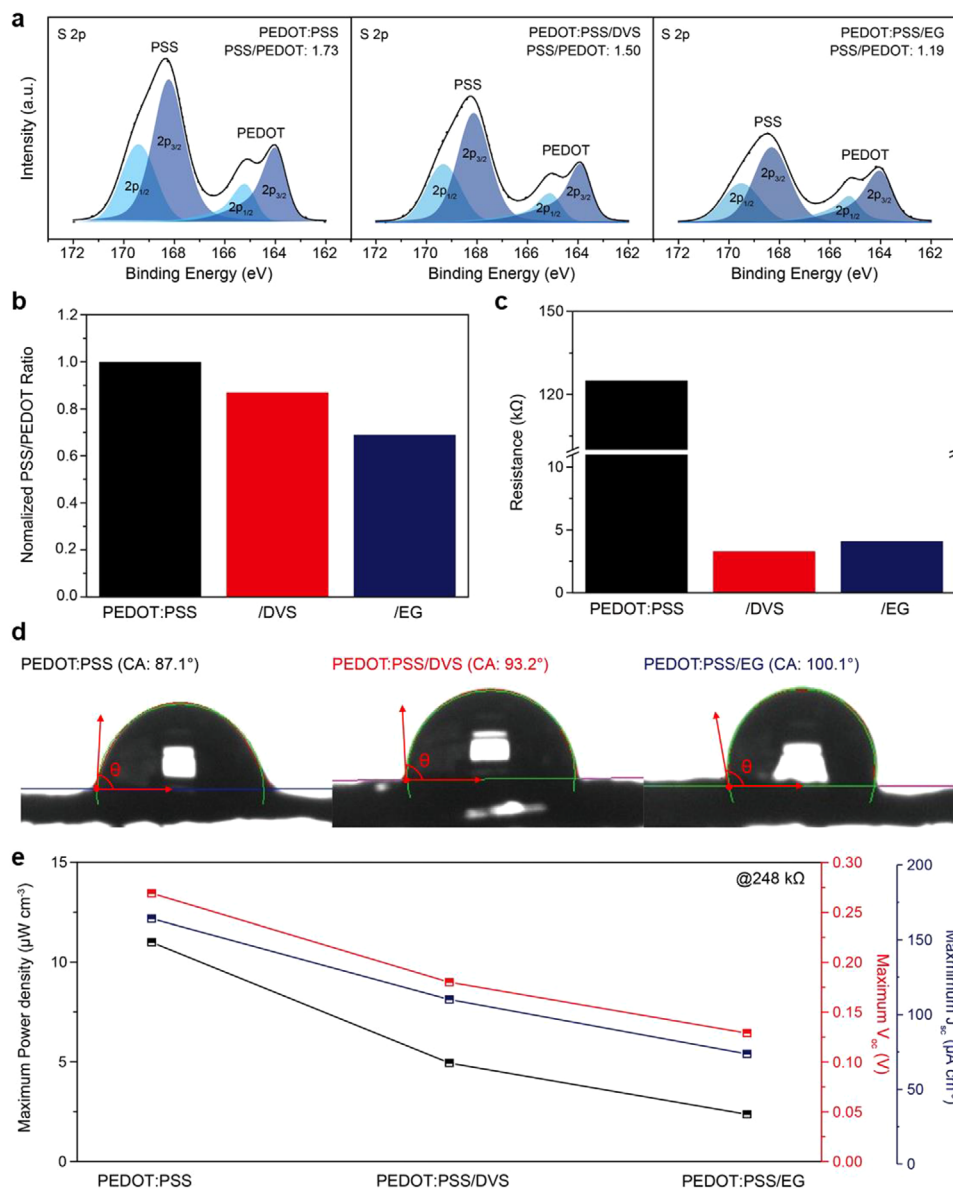 a
S 2p
PEDOT:PSS
PSS/PEDOT: 1.73
PSS
PEDOT
2p1/2
2p3/2
2p1/2
2p3/2
S 2p
PEDOT:PSS/DVS
PSS/PEDOT: 1.50
PSS
PEDOT
2p1/2
2p3/2
2p1/2
2p3/2
S 2p
PEDOT:PSS/EG
PSS/PEDOT: 1.19
PSS
PEDOT
2p1/2
2p3/2
2p1/2
2p3/2
Intensity (a.u.)
172 170 168 166 164 162
172 170 168 166 164 162
172 170 168 166 164 162
Binding Energy (eV)
Binding Energy (eV)
Binding Energy (eV)
b
Nomalized PSS/PEDOT Ratio
1.2
1.0
0.8
0.6
0.4
0.2
0.0
PEDOT:PSS /DVS /EG
c
Resistance (kΩ)
150
120
10
5
0
PEDOT:PSS /DVS /EG
d
PEDOT:PSS (CA: 87.1°)
PEDOT:PSS/DVS (CA: 93.2°)
PEDOT:PSS/EG (CA: 100.1°)
θ
θ
θ
e
Maximum Power density (µW cm-3)
15
10
5
0
@248 kΩ
0.30
0.25
0.20
0.15
0.10
0.05
0.00
Maximum Voc (V)
200
150
100
50
0
PEDOT:PSS PEDOT:PSS/DVS PEDOT:PSS/EG